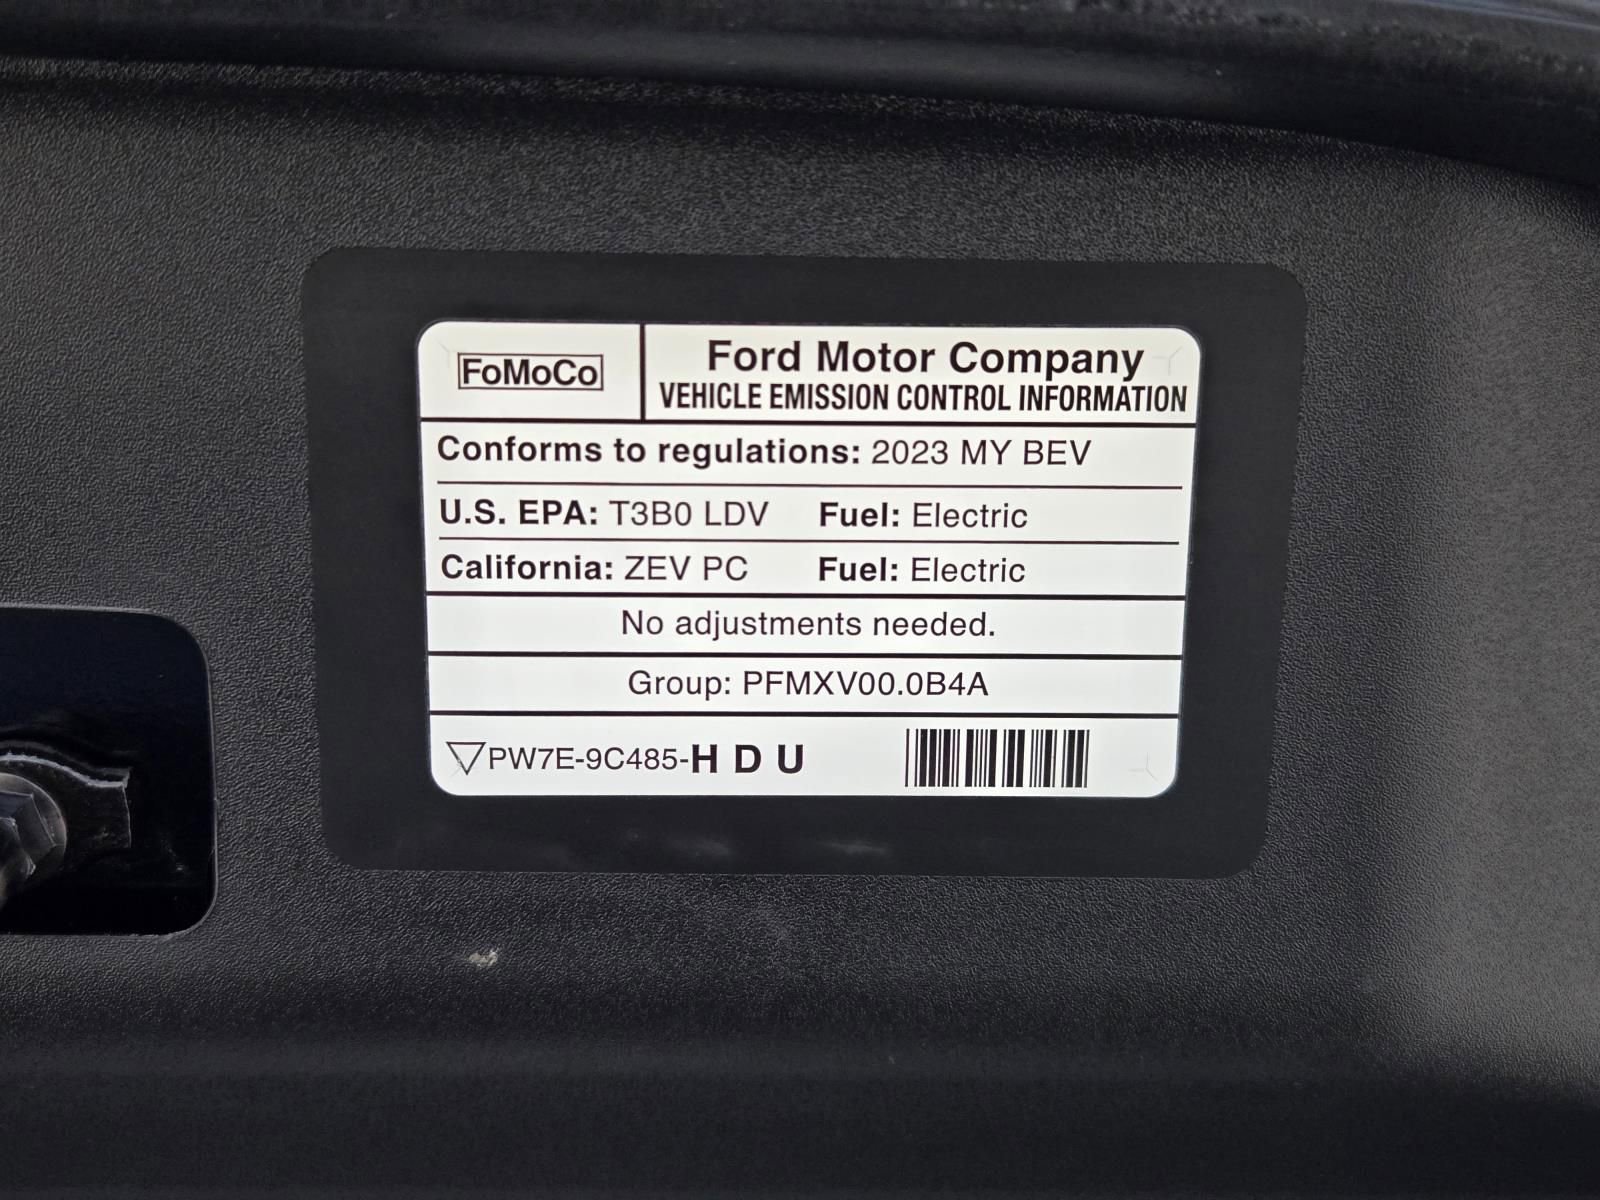 FoMoCo
Ford Motor Company
VEHICLE EMISSION CONTROL INFORMATION
Conforms to regulations: 2023 MY BEV
U.S. EPA: T3B0 LDV Fuel: Electric
California: ZEV PC Fuel: Electric
No adjustments needed.
Group: PFMXV00.0B4A
PW7E-9C485-H D U